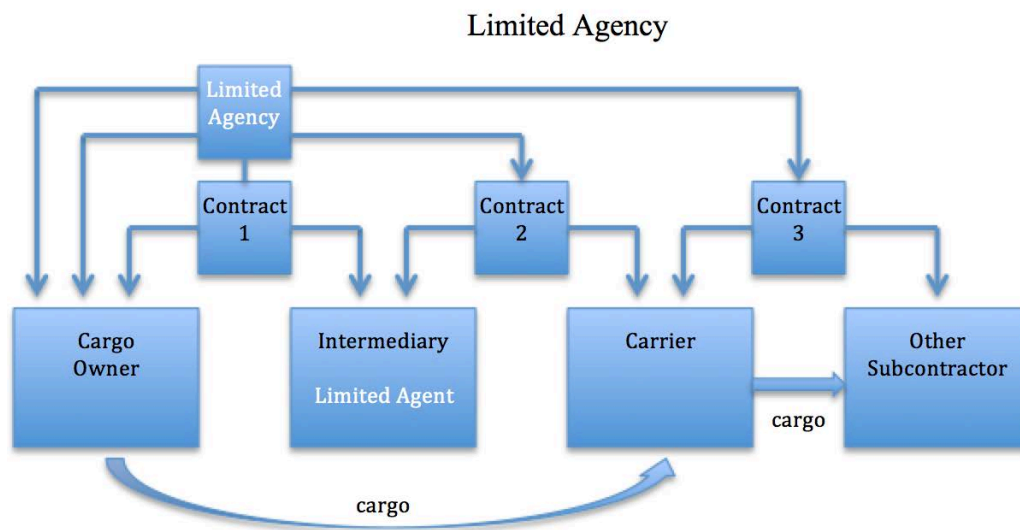 Limited Agency
Limited
Agency
Contract
1
Contract
2
Contract
3
Cargo
Owner
Intermediary
Limited Agent
Carrier
Other
Subcontractor
cargo
cargo